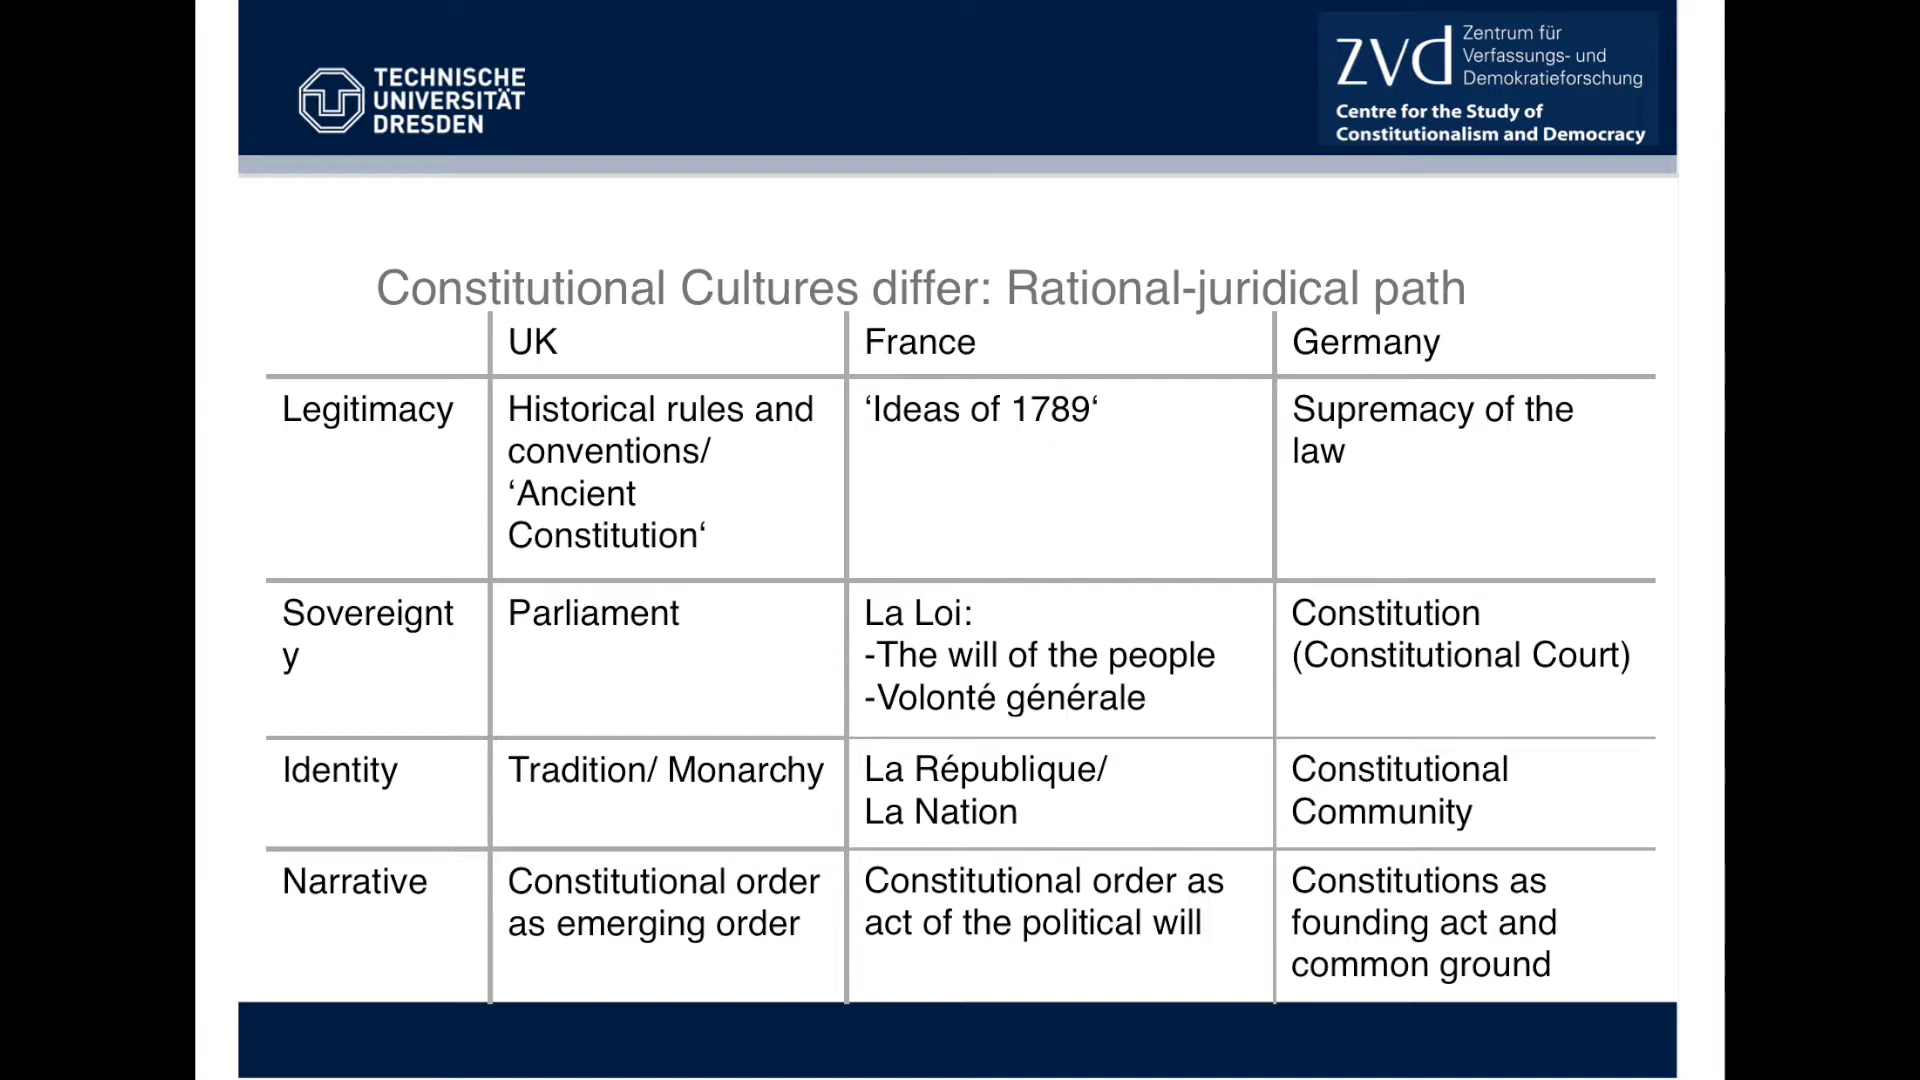 TECHNISCHE
UNIVERSITÄT
DRESDEN
zvd
Zentrum für
Verfassungs- und
Demokratieforschung
Centre for the Study of
Constitutionalism and Democracy
Constitutional Cultures differ: Rational-juridical path
UK
France
Germany
Legitimacy
Historical rules and
conventions/
‘Ancient
Constitution‘
‘Ideas of 1789‘
Supremacy of the
law
Sovereignt
y
Parliament
La Loi:
-The will of the people
-Volonté générale
Constitution
(Constitutional Court)
Identity
Tradition/ Monarchy
La République/
La Nation
Constitutional
Community
Narrative
Constitutional order
as emerging order
Constitutional order as
act of the political will
Constitutions as
founding act and
common ground